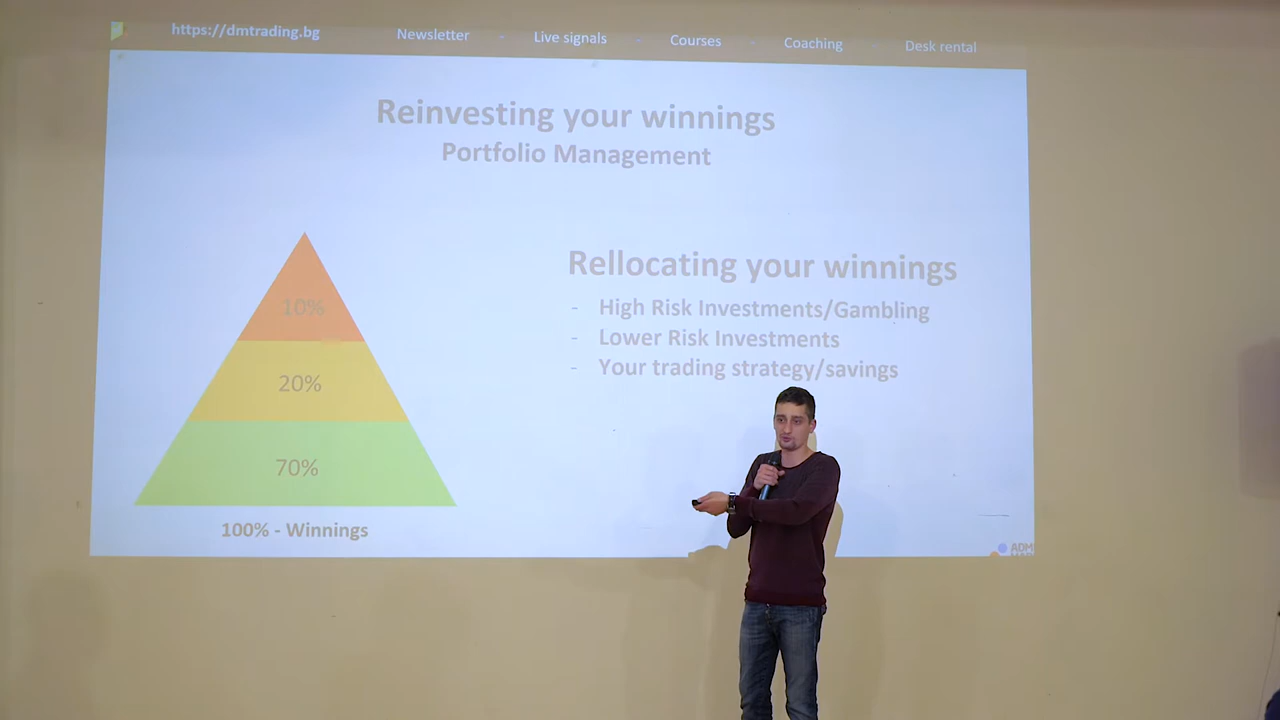 https://dmtrading.bg Newsletter - Live signals - Courses - Coaching - Desk rental
Reinvesting your winnings
Portfolio Management
10%
20%
70%
100% - Winnings
Rellocating your winnings
- High Risk Investments/Gambling
- Lower Risk Investments
- Your trading strategy/savings
ADM